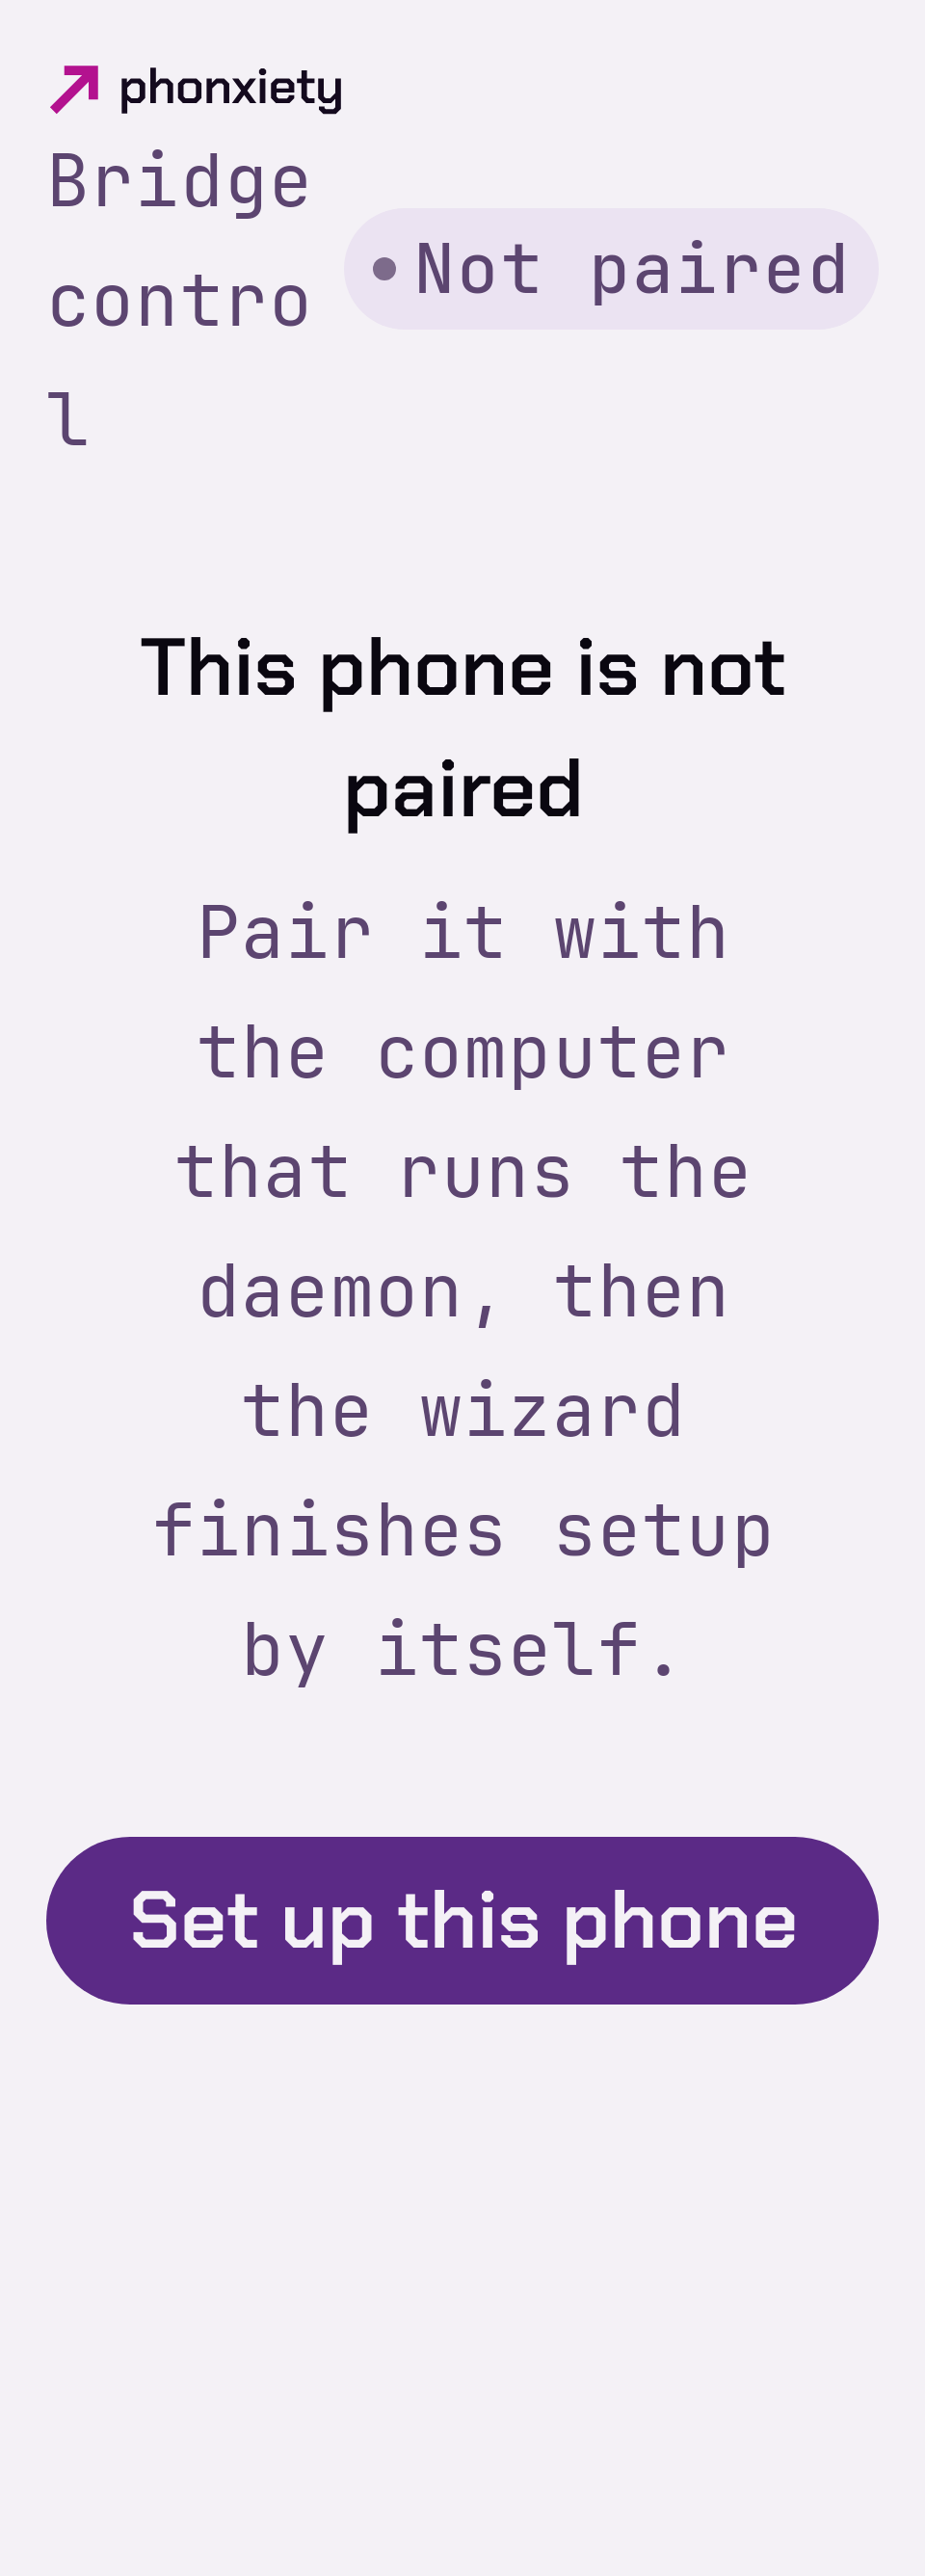 phonxiety
Bridge
contro
l
Not paired
This phone is not
paired
Pair it with
the computer
that runs the
daemon, then
the wizard
finishes setup
by itself.
Set up this phone